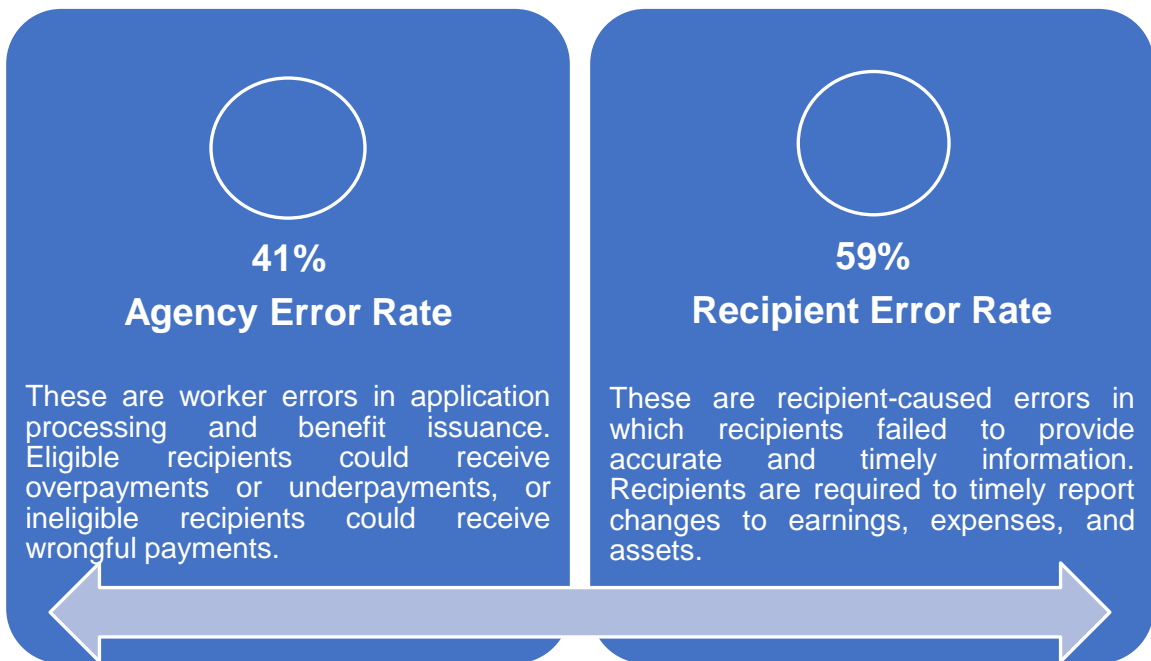 41%
Agency Error Rate
These are worker errors in application
processing and benefit issuance.
Eligible recipients could receive
overpayments or underpayments, or
ineligible recipients could receive
wrongful payments.
59%
Recipient Error Rate
These are recipient-caused errors in
which recipients failed to provide
accurate and timely information.
Recipients are required to timely report
changes to earnings, expenses, and
assets.